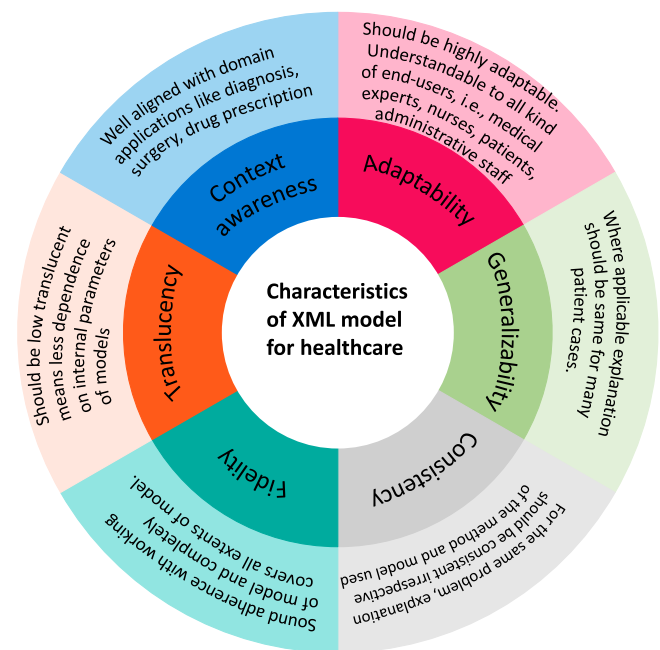 Characteristics
of XML model
for healthcare
Adaptability
Should be highly adaptable.
Understandable to all kind
of end-users, i.e., medical
experts, nurses, patients,
administrative staff
Generalizability
Where applicable explanation
should be same for many
patient cases.
Consistency
For the same problem, explanation
should be consistent irrespective
of the method and model used
Fidelity
Sound adherence with working
of model and completely
covers all extents of model.
Translucency
Should be low translucent
means less dependence
on internal parameters
of models
Context
awareness
Well aligned with domain
applications like diagnosis,
surgery, drug prescription